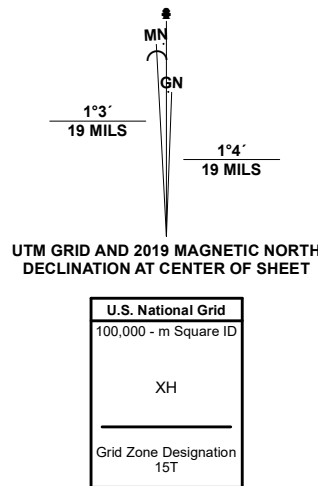 MN
GN
1°3´
19 MILS
1°4´
19 MILS
UTM GRID AND 2019 MAGNETIC NORTH
DECLINATION AT CENTER OF SHEET
U.S. National Grid
100,000 - m Square ID
XH
Grid Zone Designation
15T